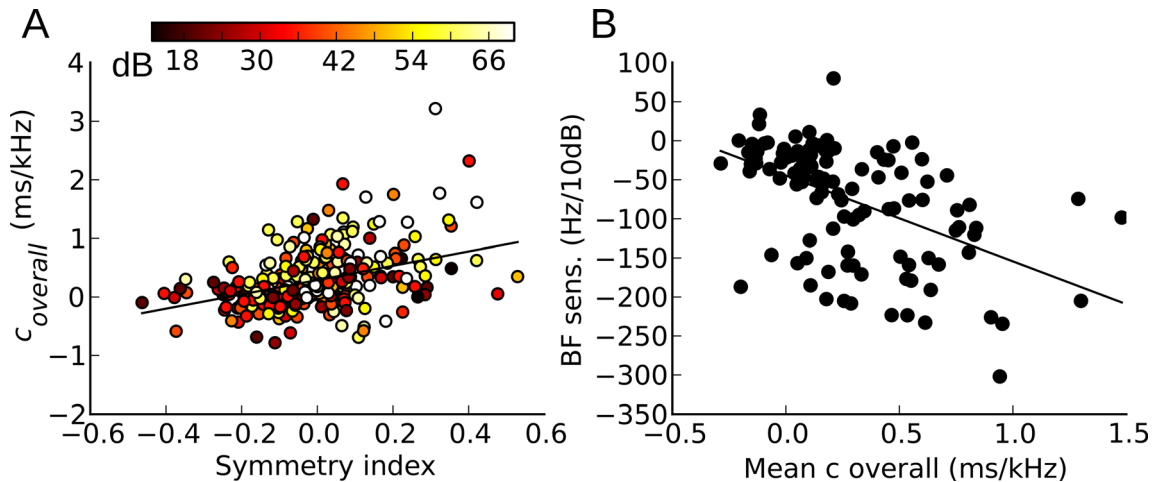 A
dB
18 30 42 54 66
4
3
2
1
0
−1
−2
c overall (ms/kHz)
−0.6 −0.4 −0.2 0.0 0.2 0.4 0.6
Symmetry index
B
100
50
0
−50
−100
−150
−200
−250
−300
−350
BF sens. (Hz/10dB)
−0.5 0.0 0.5 1.0 1.5
Mean c overall (ms/kHz)